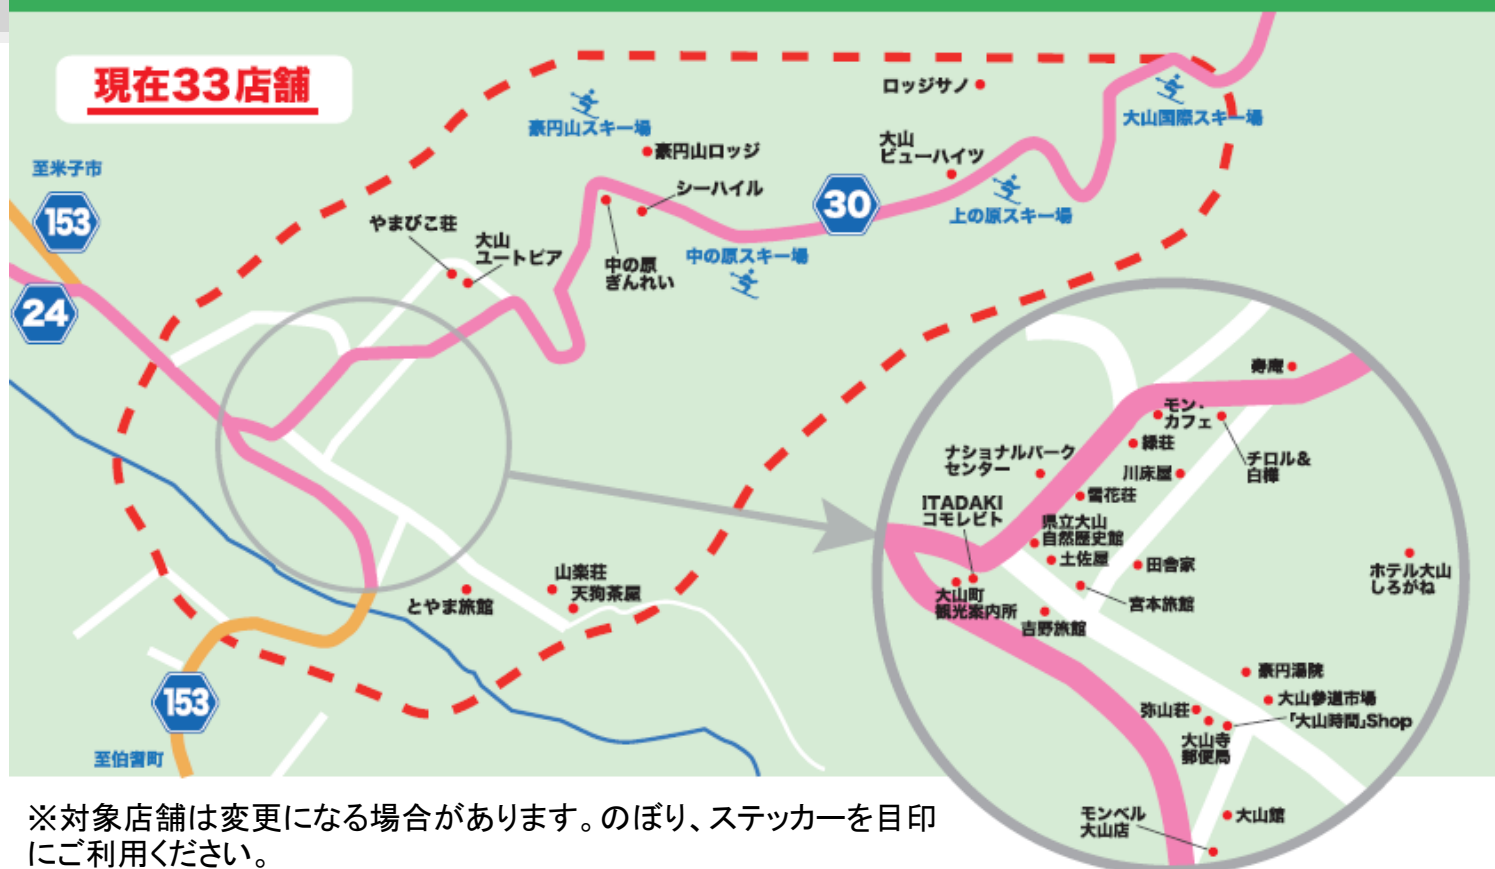 現在33店舗
ロッジサノ
大山国際スキー場
豪円山スキー場
豪円山ロッジ
大山
ビューハイツ
至米子市
シーハイル
153
30
上の原スキー場
やまびこ荘
大山
ユートピア
中の原
ぎんれい
中の原スキー場
24
寿庵
モン・
カフェ
緑荘
チロル&
白樺
ナショナルパーク
センター
川床屋
雪花荘
ITADAKI
コモレビト
県立大山
自然歴史館
土佐屋
田舎家
ホテル大山
しろがね
大山町
観光案内所
宮本旅館
吉野旅館
山楽荘
天狗茶屋
とやま旅館
豪円湯院
大山参道市場
弥山荘
「大山時間」Shop
大山寺
郵便局
153
至伯耆町
モンベル
大山店
大山館
※対象店舗は変更になる場合があります。のぼり、ステッカーを目印
にご利用ください。